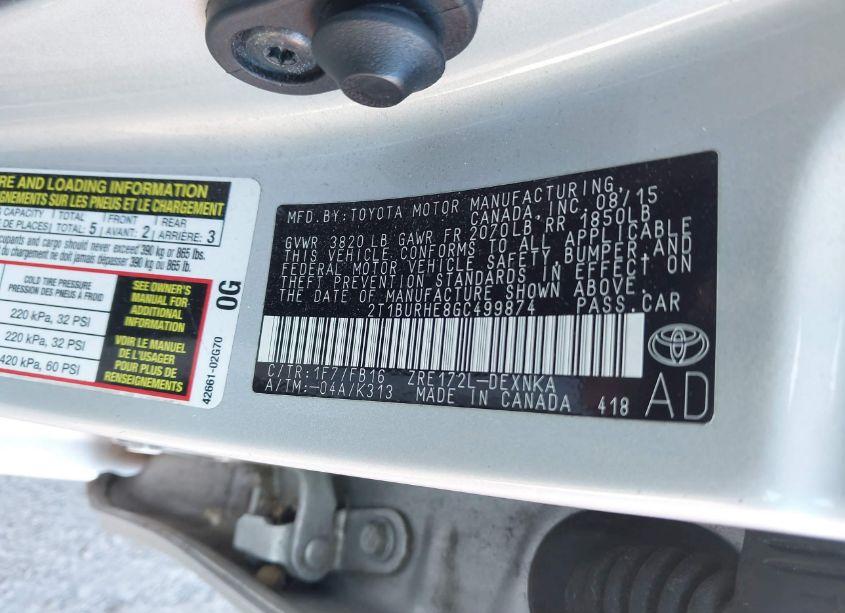 RE AND LOADING INFORMATION
GNEMENTS SUR LES PNEUS ET LE CHARGEMENT
CAPACITY TOTAL FRONT REAR
DE PLACES TOTAL: 5 AVANT: 2 ARRIÈRE: 3
cupants and cargo should never exceed 390 kg or 865 lbs.
du chargement ne doit jamais dépasser 390 kg ou 865 lb.
COLD TIRE PRESSURE
PRESSION DES PNEUS À FROID
220 kPa, 32 PSI
220 kPa, 32 PSI
420 kPa, 60 PSI
SEE OWNER'S
MANUAL FOR
ADDITIONAL
INFORMATION
VOIR LE MANUEL
DE L'USAGER
POUR PLUS DE
RENSEIGNEMENTS
0G
42661-02G70
MFD. BY: TOYOTA MOTOR MANUFACTURING,
CANADA, INC. 08/15
GVWR 3820 LB GAWR FR 2070LB, RR 1850LB
THIS VEHICLE CONFORMS TO ALL APPLICABLE
FEDERAL MOTOR VEHICLE SAFETY, BUMPER, AND
THEFT PREVENTION STANDARDS IN EFFECT ON
THE DATE OF MANUFACTURE SHOWN ABOVE.
2T1BURHE8GC499874 PASS. CAR
C/TR: 1F7/FB16 ZRE172L-DEXNKA
A/TM: -04A/K313 MADE IN CANADA 418
AD